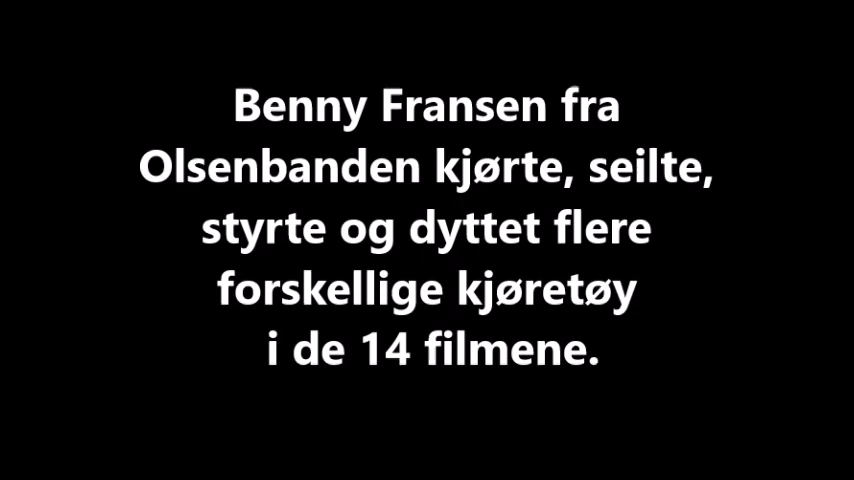 Benny Fransen fra
Olsenbanden kjørte, seilte,
styrte og dyttet flere
forskellige kjøretøy
i de 14 filmene.